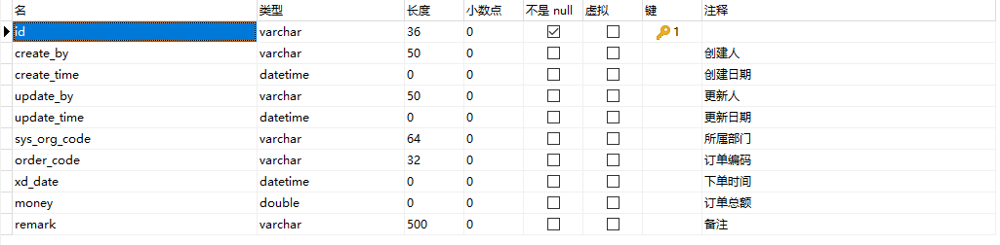 名 类型 长度 小数点 不是 null 虚拟 键 注释
id varchar 36 0 1
create_by varchar 50 0 创建人
create_time datetime 0 0 创建日期
update_by varchar 50 0 更新人
update_time datetime 0 0 更新日期
sys_org_code varchar 64 0 所属部门
order_code varchar 32 0 订单编码
xd_date datetime 0 0 下单时间
money double 0 0 订单总额
remark varchar 500 0 备注